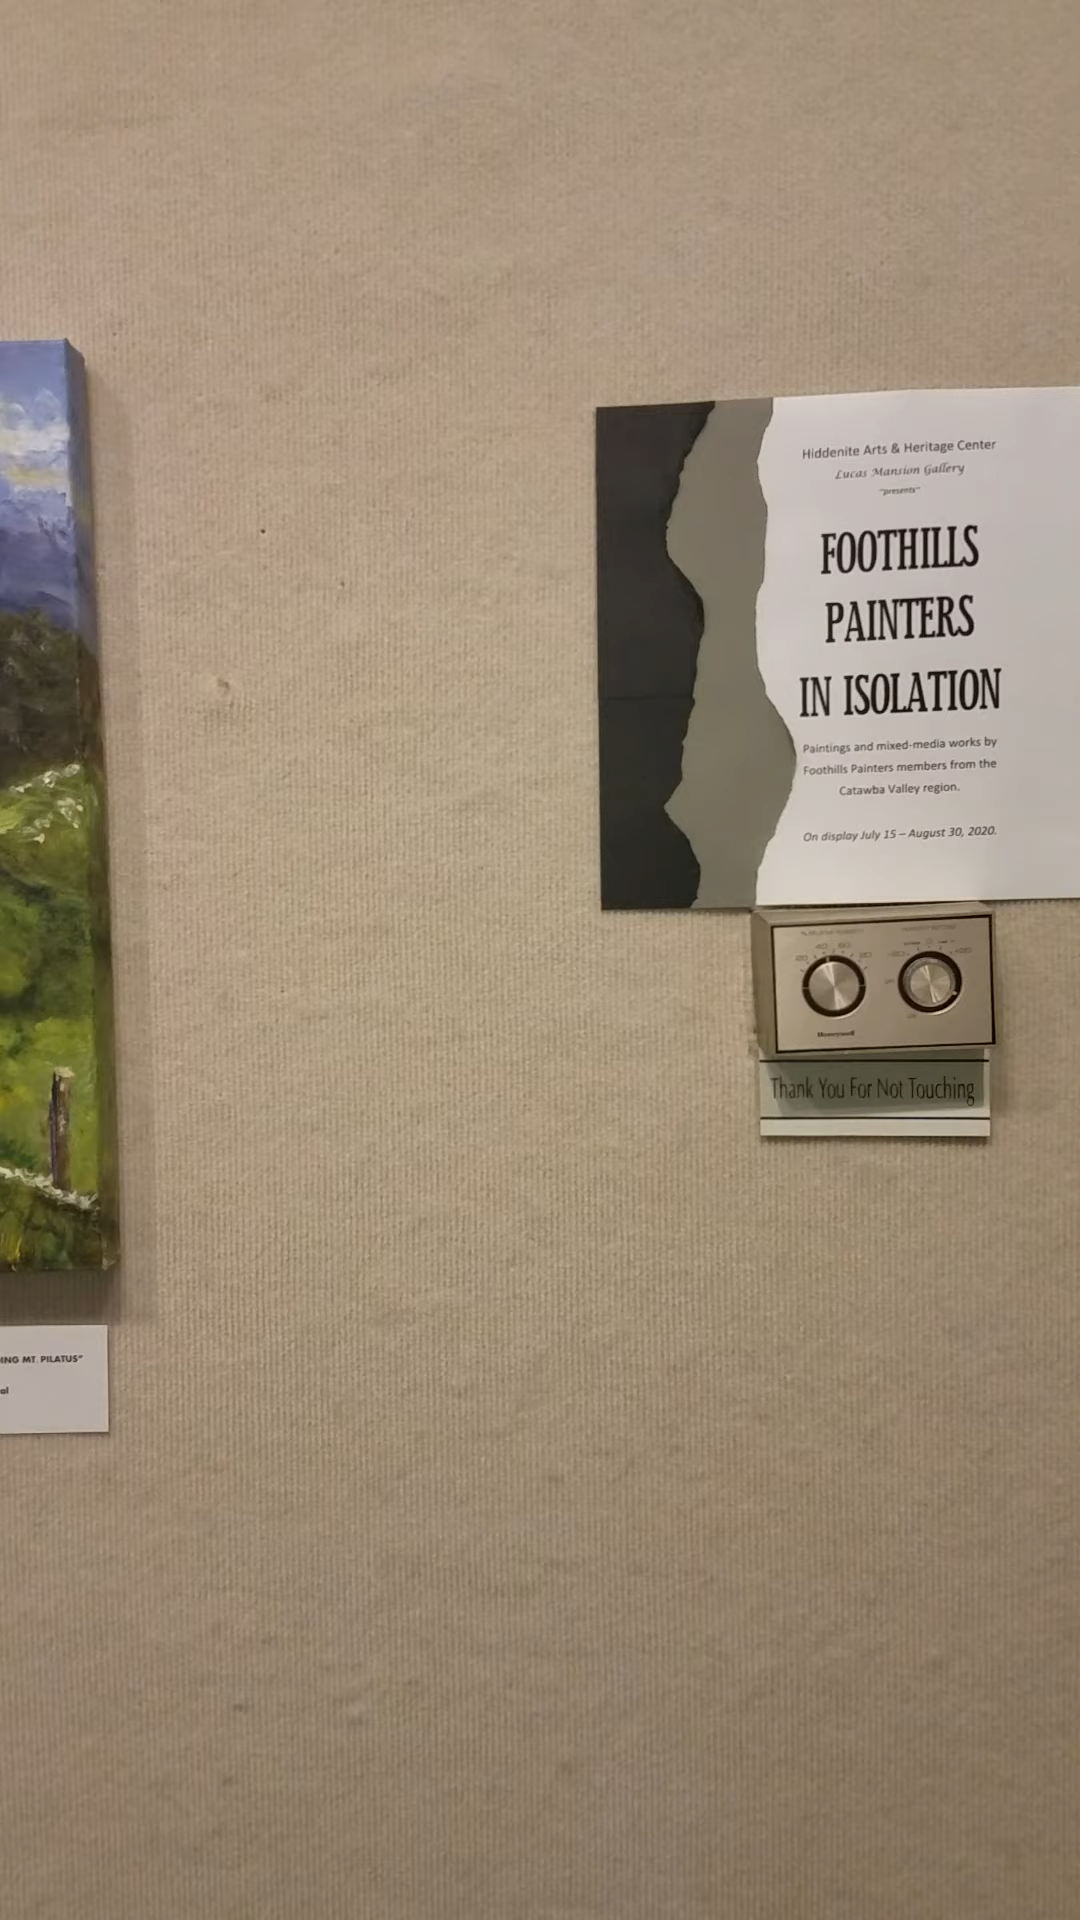 Hiddenite Arts & Heritage Center
Lucas Mansion Gallery
"presents"
FOOTHILLS
PAINTERS
IN ISOLATION
Paintings and mixed-media works by
Foothills Painters members from the
Catawba Valley region.
On display July 15 – August 30, 2020.
Honeywell
Thank You For Not Touching
ING MT. PILATUS"
al